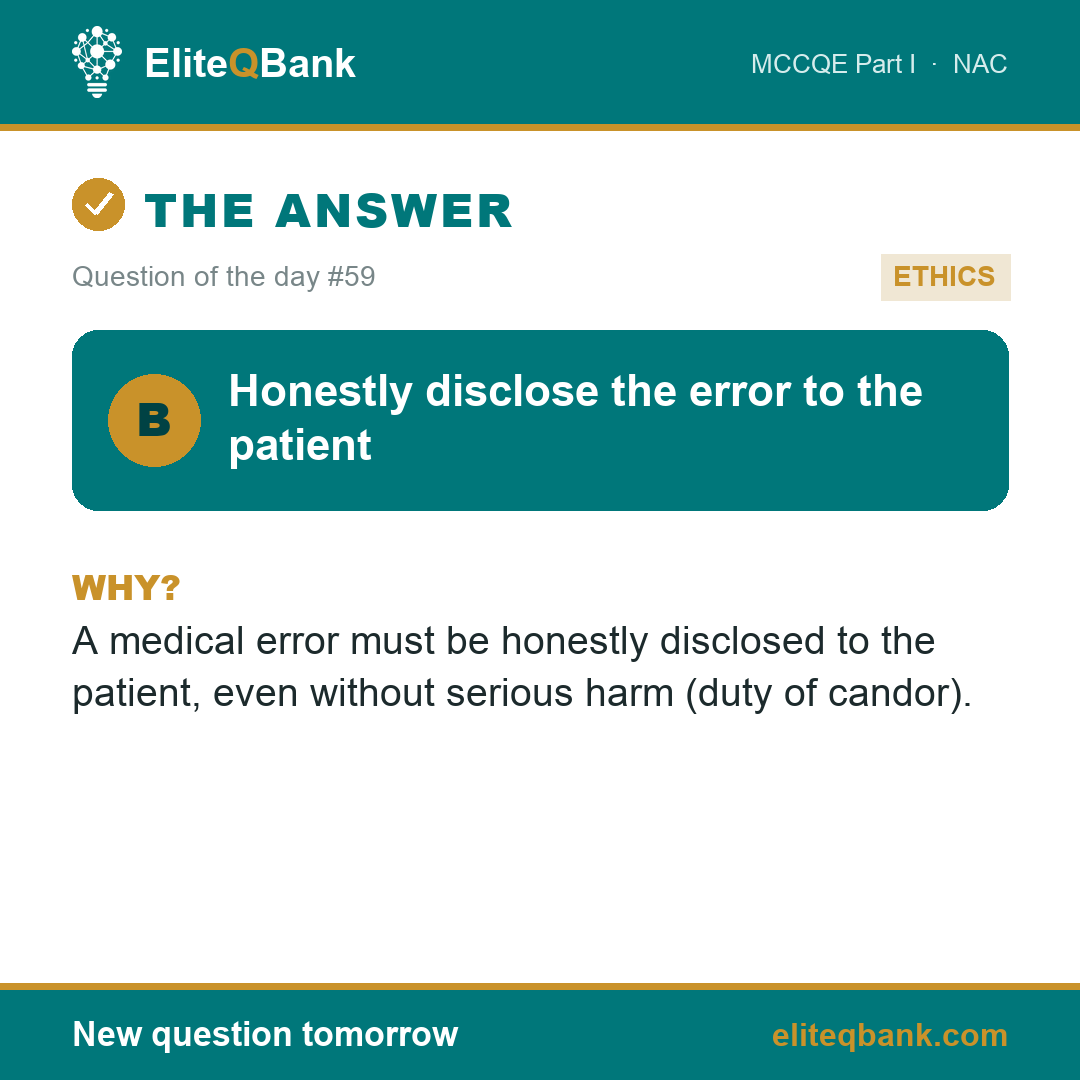 EliteQBank
MCCQE Part I · NAC
THE ANSWER
Question of the day #59
ETHICS
B
Honestly disclose the error to the
patient
WHY?
A medical error must be honestly disclosed to the
patient, even without serious harm (duty of candor).
New question tomorrow
eliteqbank.com